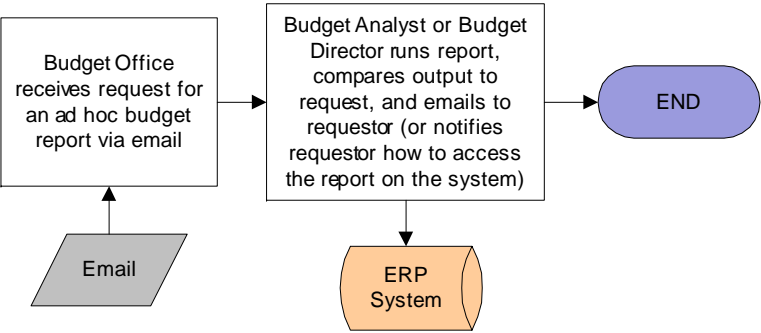 Budget Office
receives request for
an ad hoc budget
report via email
Budget Analyst or Budget
Director runs report,
compares output to
request, and emails to
requestor (or notifies
requestor how to access
the report on the system)
END
Email
ERP
System